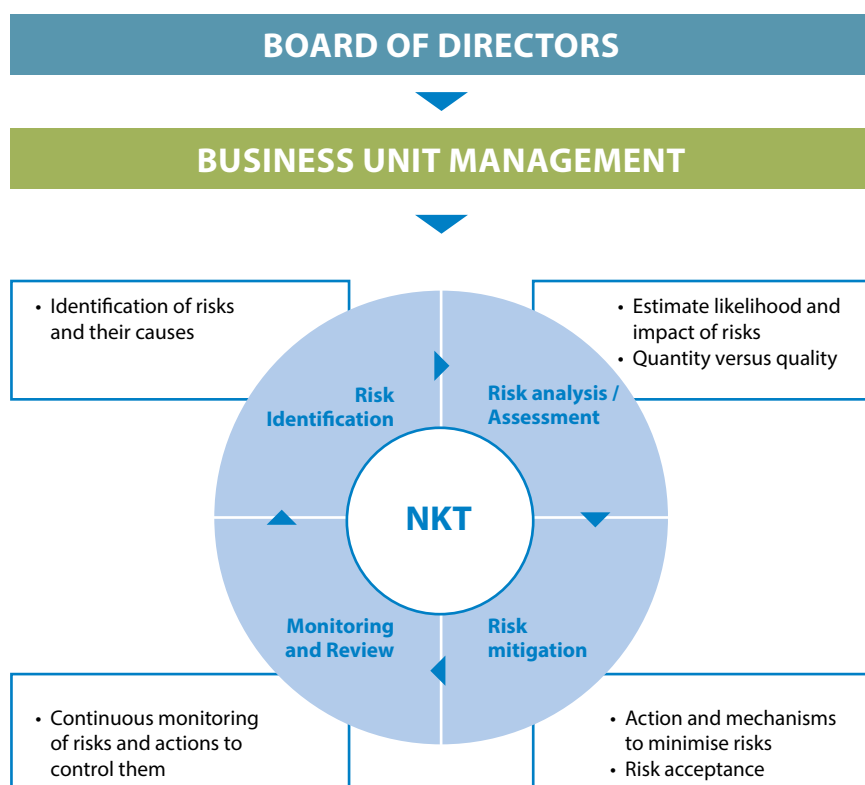 BOARD OF DIRECTORS
BUSINESS UNIT MANAGEMENT
• Identification of risks
and their causes
• Estimate likelihood and
impact of risks
• Quantity versus quality
Risk
Identification
Risk analysis /
Assessment
NKT
Monitoring
and Review
Risk
mitigation
• Continuous monitoring
of risks and actions to
control them
• Action and mechanisms
to minimise risks
• Risk acceptance